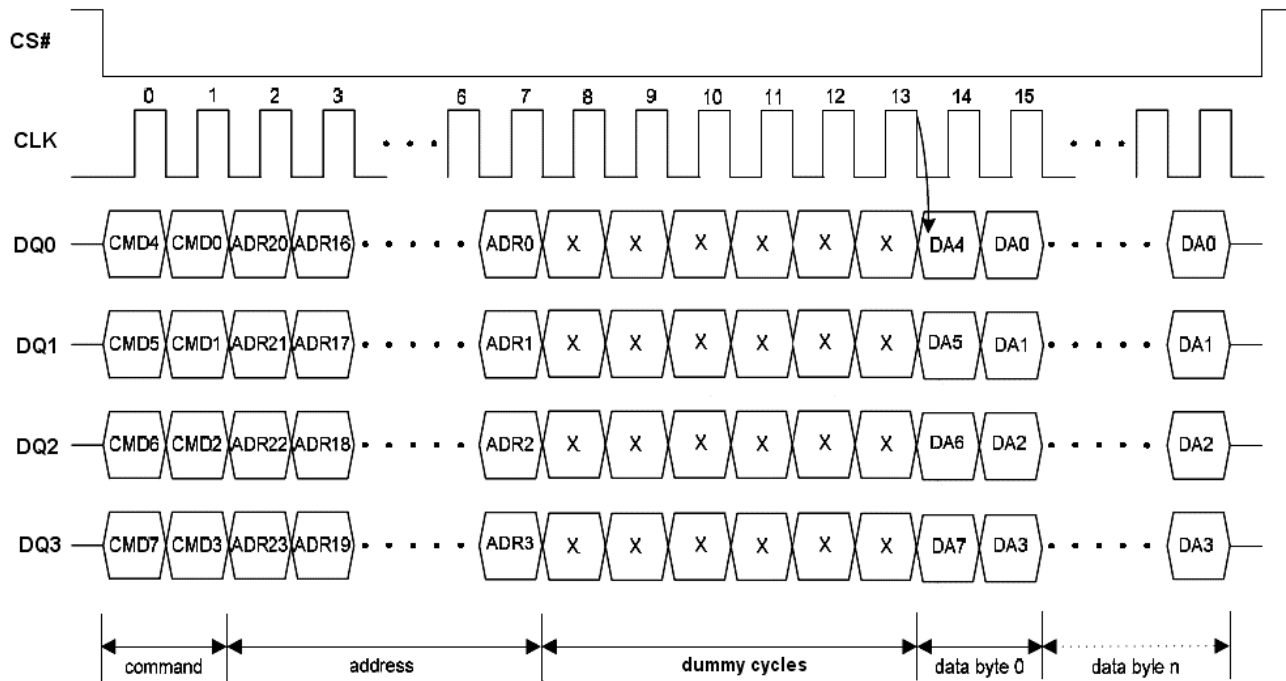 CS#
0 1 2 3 6 7 8 9 10 11 12 13 14 15
CLK
DQ0 CMD4 CMD0 ADR20 ADR16 ADR0 X X X X X X DA4 DA0 DA0
DQ1 CMD5 CMD1 ADR21 ADR17 ADR1 X X X X X X DA5 DA1 DA1
DQ2 CMD6 CMD2 ADR22 ADR18 ADR2 X X X X X X DA6 DA2 DA2
DQ3 CMD7 CMD3 ADR23 ADR19 ADR3 X X X X X X DA7 DA3 DA3
command address dummy cycles data byte 0 data byle n